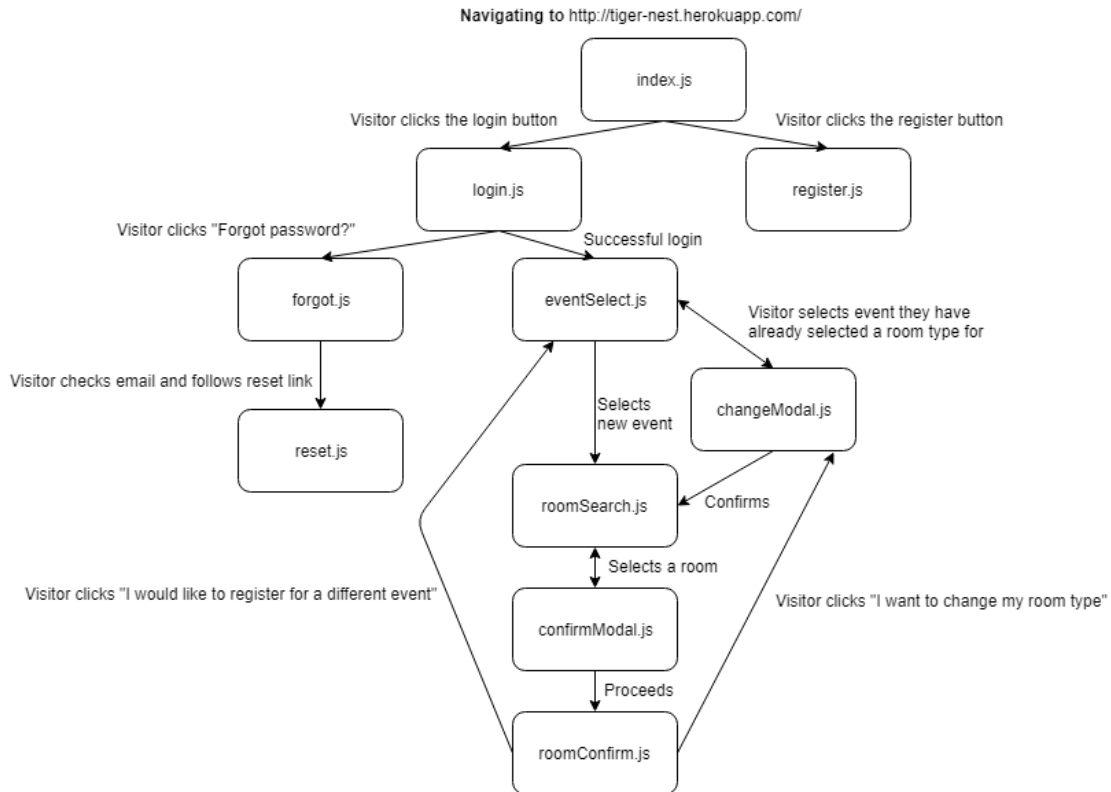 Navigating to http://tiger-nest.herokuapp.com/
index.js
Visitor clicks the login button
Visitor clicks the register button
login.js
register.js
Visitor clicks "Forgot password?"
Successful login
forgot.js
eventSelect.js
Visitor selects event they have
already selected a room type for
Visitor checks email and follows reset link
Selects
new event
changeModal.js
reset.js
roomSearch.js
Confirms
Selects a room
Visitor clicks "I would like to register for a different event"
Visitor clicks "I want to change my room type"
confirmModal.js
Proceeds
roomConfirm.js